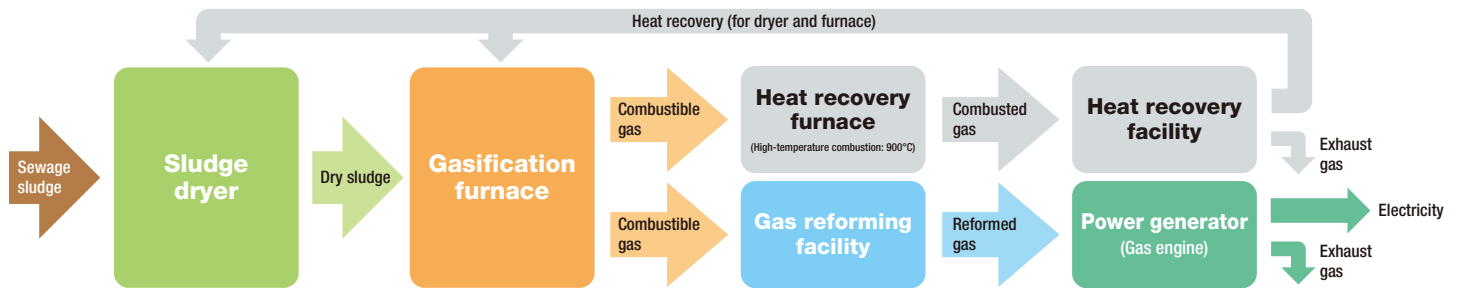 Heat recovery (for dryer and furnace)
Sewage
sludge
Sludge
dryer
Dry sludge
Gasification
furnace
Combustible
gas
Heat recovery
furnace
(High-temperature combustion: 900°C)
Combusted
gas
Heat recovery
facility
Exhaust
gas
Combustible
gas
Gas reforming
facility
Reformed
gas
Power generator
(Gas engine)
Electricity
Exhaust
gas